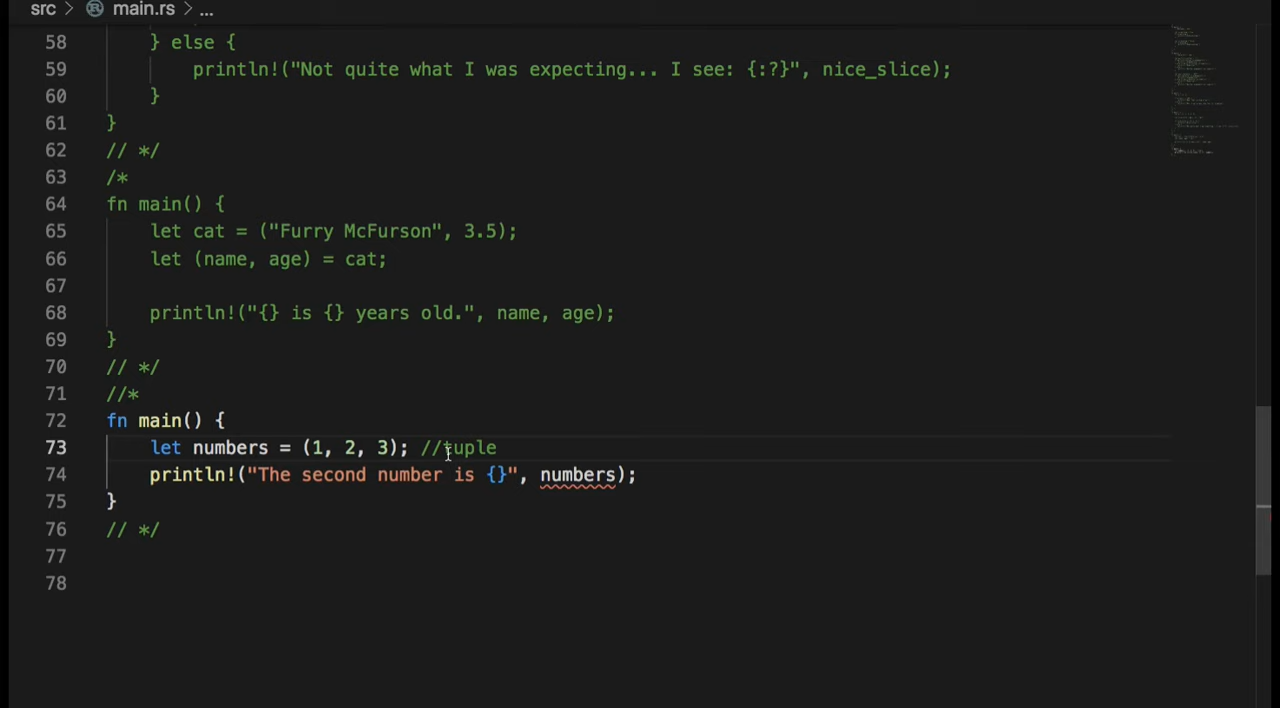 src > main.rs > ...
58 } else {
59 println!("Not quite what I was expecting... I see: {:?}", nice_slice);
60 }
61 }
62 // */
63 /*
64 fn main() {
65 let cat = ("Furry McFurson", 3.5);
66 let (name, age) = cat;
67
68 println!("{} is {} years old.", name, age);
69 }
70 // */
71 //*
72 fn main() {
73 let numbers = (1, 2, 3); //tuple
74 println!("The second number is {}", numbers);
75 }
76 // */
77
78